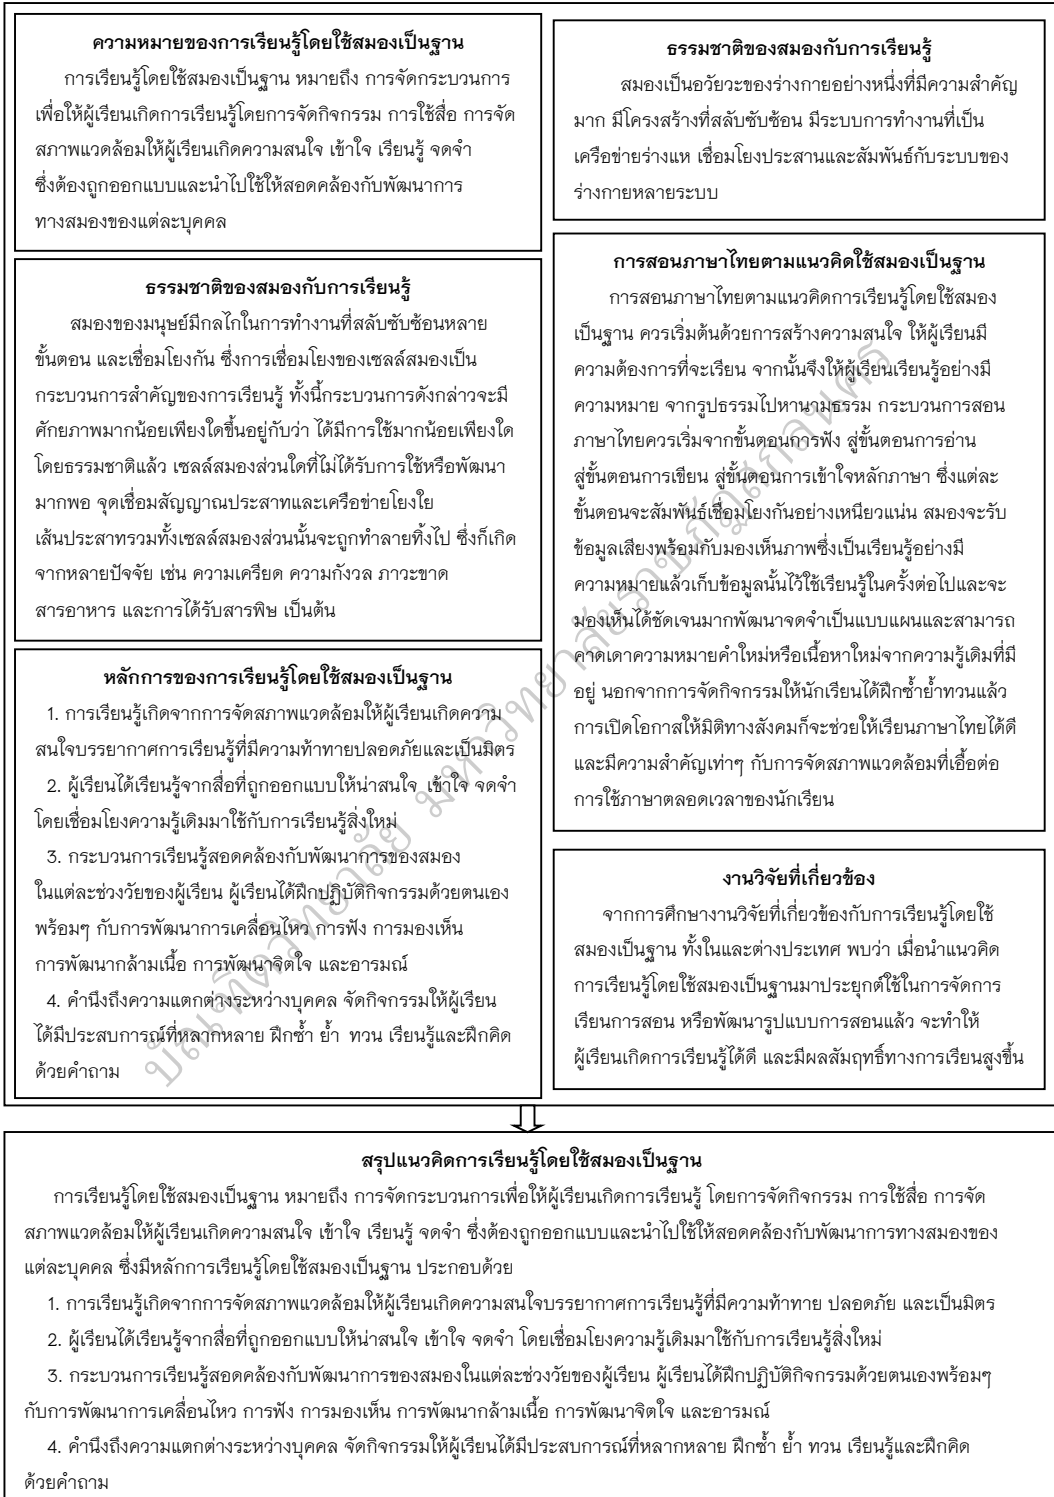 ความหมายของการเรียนรู้โดยใช้สมองเป็นฐาน
การเรียนรู้โดยใช้สมองเป็นฐาน หมายถึง การจัดกระบวนการ
เพื่อให้ผู้เรียนเกิดการเรียนรู้โดยการจัดกิจกรรม การใช้สื่อ การจัด
สภาพแวดล้อมให้ผู้เรียนเกิดความสนใจ เข้าใจ เรียนรู้ จดจำ
ซึ่งต้องถูกออกแบบและนำไปใช้ให้สอดคล้องกับพัฒนาการ
ทางสมองของแต่ละบุคคล
ธรรมชาติของสมองกับการเรียนรู้
สมองของมนุษย์มีกลไกในการทำงานที่สลับซับซ้อนหลาย
ขั้นตอน และเชื่อมโยงกัน ซึ่งการเชื่อมโยงของเซลล์สมองเป็น
กระบวนการสำคัญของการเรียนรู้ ทั้งนี้กระบวนการดังกล่าวจะมี
ศักยภาพมากน้อยเพียงใดขึ้นอยู่กับว่า ได้มีการใช้มากน้อยเพียงใด
โดยธรรมชาติแล้ว เซลล์สมองส่วนใดที่ไม่ได้รับการใช้หรือพัฒนา
มากพอ จุดเชื่อมสัญญาณประสาทและเครือข่ายโยงใย
เส้นประสาทรวมทั้งเซลล์สมองส่วนนั้นจะถูกทำลายทิ้งไป ซึ่งก็เกิด
จากหลายปัจจัย เช่น ความเครียด ความกังวล ภาวะขาด
สารอาหาร และการได้รับสารพิษ เป็นต้น
หลักการของการเรียนรู้โดยใช้สมองเป็นฐาน
1. การเรียนรู้เกิดจากการจัดสภาพแวดล้อมให้ผู้เรียนเกิดความ
สนใจบรรยากาศการเรียนรู้ที่มีความท้าทายปลอดภัยและเป็นมิตร
2. ผู้เรียนได้เรียนรู้จากสื่อที่ถูกออกแบบให้น่าสนใจ เข้าใจ จดจำ
โดยเชื่อมโยงความรู้เดิมมาใช้กับการเรียนรู้สิ่งใหม่
3. กระบวนการเรียนรู้สอดคล้องกับพัฒนาการของสมอง
ในแต่ละช่วงวัยของผู้เรียน ผู้เรียนได้ฝึกปฏิบัติกิจกรรมด้วยตนเอง
พร้อมๆ กับการพัฒนาการเคลื่อนไหว การฟัง การมองเห็น
การพัฒนากล้ามเนื้อ การพัฒนาจิตใจ และอารมณ์
4. คำนึงถึงความแตกต่างระหว่างบุคคล จัดกิจกรรมให้ผู้เรียน
ได้มีประสบการณ์ที่หลากหลาย ฝึกซ้ำ ย้ำ ทวน เรียนรู้และฝึกคิด
ด้วยคำถาม
ธรรมชาติของสมองกับการเรียนรู้
สมองเป็นอวัยวะของร่างกายอย่างหนึ่งที่มีความสำคัญ
มาก มีโครงสร้างที่สลับซับซ้อน มีระบบการทำงานที่เป็น
เครือข่ายร่างแห เชื่อมโยงประสานและสัมพันธ์กับระบบของ
ร่างกายหลายระบบ
การสอนภาษาไทยตามแนวคิดใช้สมองเป็นฐาน
การสอนภาษาไทยตามแนวคิดการเรียนรู้โดยใช้สมอง
เป็นฐาน ควรเริ่มต้นด้วยการสร้างความสนใจ ให้ผู้เรียนมี
ความต้องการที่จะเรียน จากนั้นจึงให้ผู้เรียนเรียนรู้อย่างมี
ความหมาย จากรูปธรรมไปหานามธรรม กระบวนการสอน
ภาษาไทยควรเริ่มจากขั้นตอนการฟัง สู่ขั้นตอนการอ่าน
สู่ขั้นตอนการเขียน สู่ขั้นตอนการเข้าใจหลักภาษา ซึ่งแต่ละ
ขั้นตอนจะสัมพันธ์เชื่อมโยงกันอย่างเหนียวแน่น สมองจะรับ
ข้อมูลเสียงพร้อมกับมองเห็นภาพซึ่งเป็นเรียนรู้อย่างมี
ความหมายแล้วเก็บข้อมูลนั้นไว้ใช้เรียนรู้ในครั้งต่อไปและจะ
มองเห็นได้ชัดเจนมากพัฒนาจดจำเป็นแบบแผนและสามารถ
คาดเดาความหมายคำใหม่หรือเนื้อหาใหม่จากความรู้เดิมที่มี
อยู่ นอกจากการจัดกิจกรรมให้นักเรียนได้ฝึกซ้ำย้ำทวนแล้ว
การเปิดโอกาสให้มิติทางสังคมก็จะช่วยให้เรียนภาษาไทยได้ดี
และมีความสำคัญเท่าๆ กับการจัดสภาพแวดล้อมที่เอื้อต่อ
การใช้ภาษาตลอดเวลาของนักเรียน
งานวิจัยที่เกี่ยวข้อง
จากการศึกษางานวิจัยที่เกี่ยวข้องกับการเรียนรู้โดยใช้
สมองเป็นฐาน ทั้งในและต่างประเทศ พบว่า เมื่อนำแนวคิด
การเรียนรู้โดยใช้สมองเป็นฐานมาประยุกต์ใช้ในการจัดการ
เรียนการสอน หรือพัฒนารูปแบบการสอนแล้ว จะทำให้
ผู้เรียนเกิดการเรียนรู้ได้ดี และมีผลสัมฤทธิ์ทางการเรียนสูงขึ้น
บัณฑิตวิทยาลัย มหาวิทยาลัยราชภัฏสกลนคร
สรุปแนวคิดการเรียนรู้โดยใช้สมองเป็นฐาน
การเรียนรู้โดยใช้สมองเป็นฐาน หมายถึง การจัดกระบวนการเพื่อให้ผู้เรียนเกิดการเรียนรู้ โดยการจัดกิจกรรม การใช้สื่อ การจัด
สภาพแวดล้อมให้ผู้เรียนเกิดความสนใจ เข้าใจ เรียนรู้ จดจำ ซึ่งต้องถูกออกแบบและนำไปใช้ให้สอดคล้องกับพัฒนาการทางสมองของ
แต่ละบุคคล ซึ่งมีหลักการเรียนรู้โดยใช้สมองเป็นฐาน ประกอบด้วย
1. การเรียนรู้เกิดจากการจัดสภาพแวดล้อมให้ผู้เรียนเกิดความสนใจบรรยากาศการเรียนรู้ที่มีความท้าทาย ปลอดภัย และเป็นมิตร
2. ผู้เรียนได้เรียนรู้จากสื่อที่ถูกออกแบบให้น่าสนใจ เข้าใจ จดจำ โดยเชื่อมโยงความรู้เดิมมาใช้กับการเรียนรู้สิ่งใหม่
3. กระบวนการเรียนรู้สอดคล้องกับพัฒนาการของสมองในแต่ละช่วงวัยของผู้เรียน ผู้เรียนได้ฝึกปฏิบัติกิจกรรมด้วยตนเองพร้อมๆ
กับการพัฒนาการเคลื่อนไหว การฟัง การมองเห็น การพัฒนากล้ามเนื้อ การพัฒนาจิตใจ และอารมณ์
4. คำนึงถึงความแตกต่างระหว่างบุคคล จัดกิจกรรมให้ผู้เรียนได้มีประสบการณ์ที่หลากหลาย ฝึกซ้ำ ย้ำ ทวน เรียนรู้และฝึกคิด
ด้วยคำถาม